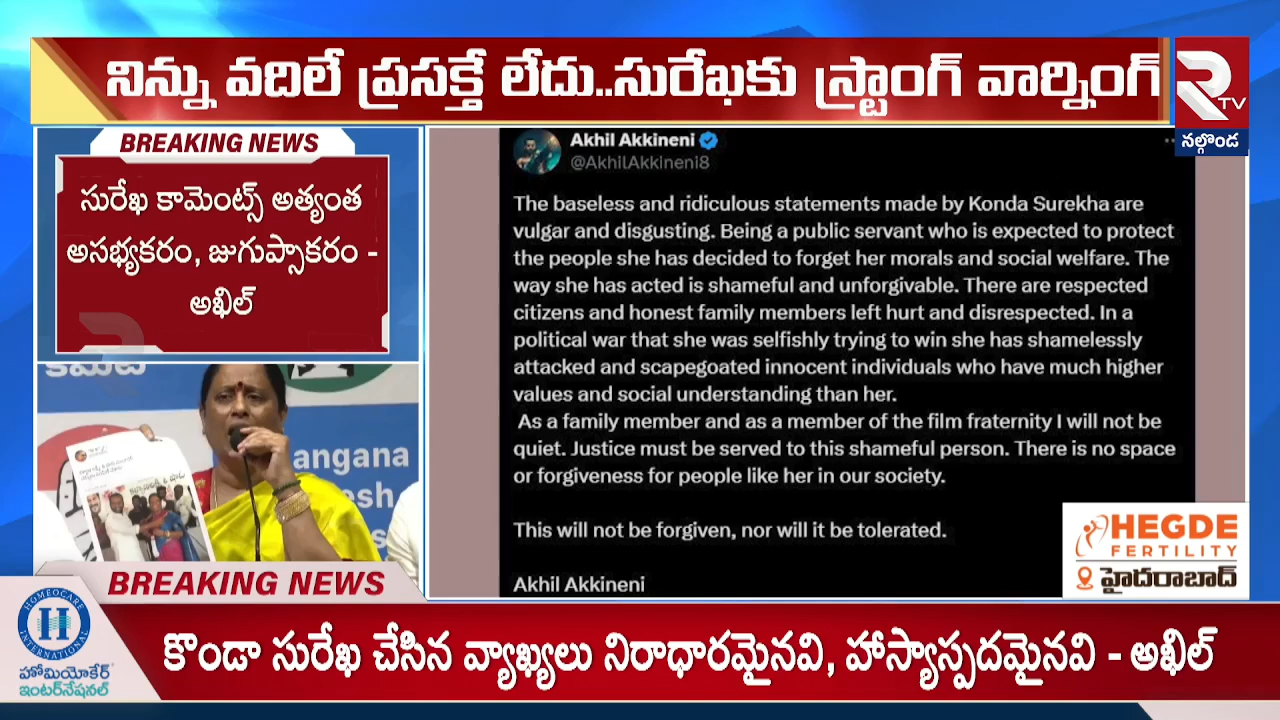 నిన్ను వదిలే ప్రసక్తే లేదు..సురేఖకు స్ట్రాంగ్ వార్నింగ్
R TV
నల్గొండ
BREAKING NEWS
సురేఖ కామెంట్స్ అత్యంత
అసభ్యకరం, జుగుప్సాకరం -
అఖిల్
Akhil Akkineni
@AkhilAkkineni8
The baseless and ridiculous statements made by Konda Surekha are
vulgar and disgusting. Being a public servant who is expected to protect
the people she has decided to forget her morals and social welfare. The
way she has acted is shameful and unforgivable. There are respected
citizens and honest family members left hurt and disrespected. In a
political war that she was selfishly trying to win she has shamelessly
attacked and scapegoated innocent individuals who have much higher
values and social understanding than her.
As a family member and as a member of the film fraternity I will not be
quiet. Justice must be served to this shameful person. There is no space
or forgiveness for people like her in our society.
This will not be forgiven, nor will it be tolerated.
Akhil Akkineni
angana
esh
HEGDE
FERTILITY
హైదరాబాద్
BREAKING NEWS
కొండా సురేఖ చేసిన వ్యాఖ్యలు నిరాధారమైనవి, హాస్యాస్పదమైనవి - అఖిల్
HOMEOCARE
H
INTERNATIONAL
హోమియోకేర్
ఇంటర్నేషనల్